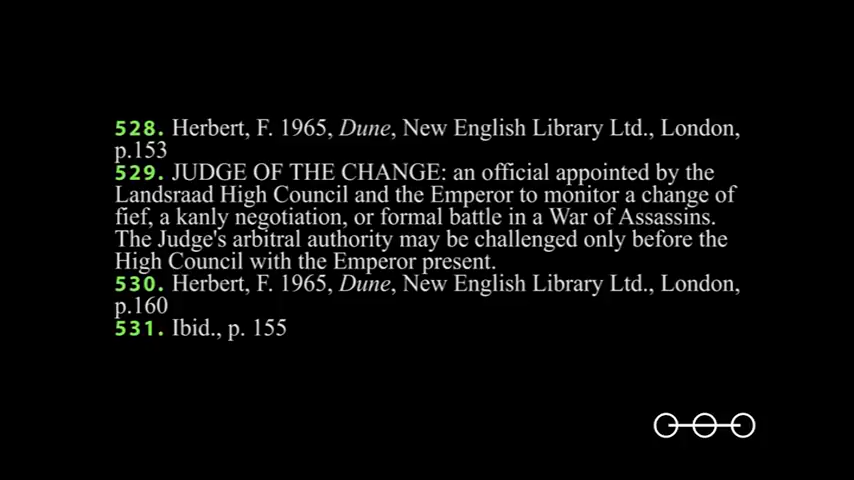 528. Herbert, F. 1965, Dune, New English Library Ltd., London,
p.153
529. JUDGE OF THE CHANGE: an official appointed by the
Landsraad High Council and the Emperor to monitor a change of
fief, a kanly negotiation, or formal battle in a War of Assassins.
The Judge's arbitral authority may be challenged only before the
High Council with the Emperor present.
530. Herbert, F. 1965, Dune, New English Library Ltd., London,
p.160
531. Ibid., p. 155